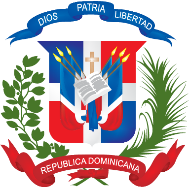 DIOS PATRIA LIBERTAD
REPUBLICA DOMINICANA